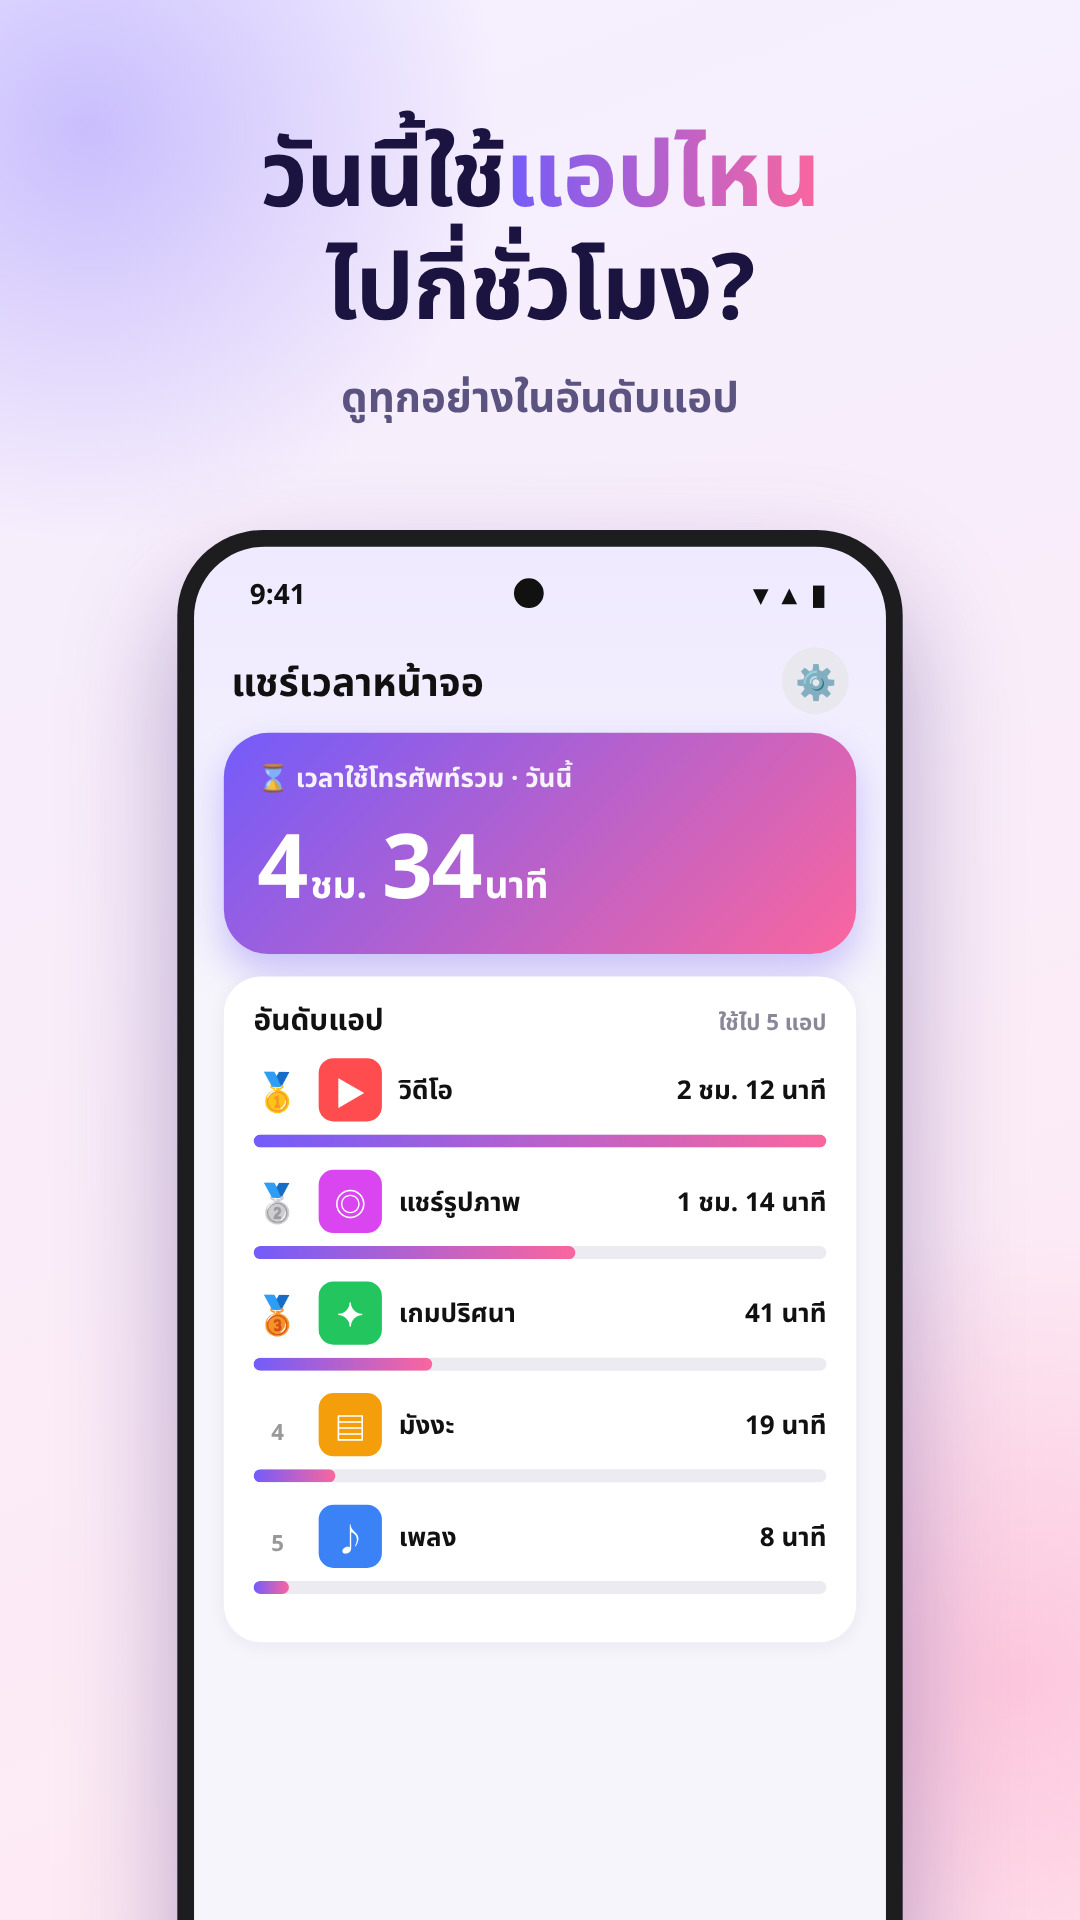 วันนี้ใช้แอปไหน
ไปกี่ชั่วโมง?
ดูทุกอย่างในอันดับแอป
9:41
แชร์เวลาหน้าจอ
เวลาใช้โทรศัพท์รวม · วันนี้
4 ชม. 34 นาที
อันดับแอป
ใช้ไป 5 แอป
1 วิดีโอ 2 ชม. 12 นาที
2 แชร์รูปภาพ 1 ชม. 14 นาที
3 เกมปริศนา 41 นาที
4 มังงะ 19 นาที
5 เพลง 8 นาที